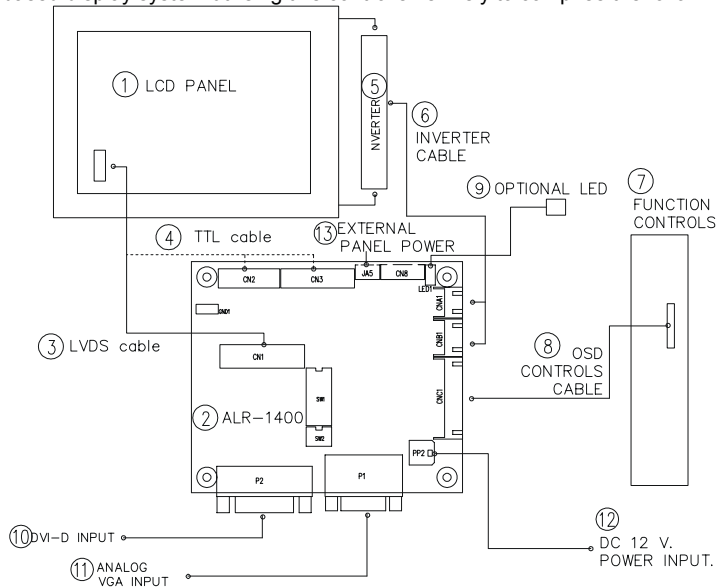 ① LCD PANEL
NVERTER
⑤
⑥
INVERTER
CABLE
⑨ OPTIONAL LED
⑦
FUNCTION
CONTROLS
④ TTL cable
⑬ EXTERNAL
PANEL POWER
CN2
CN3
JA5
CN8
LED1
GND1
CNA1
CNB1
③ LVDS cable
CN1
⑧ OSD
CONTROLS
CABLE
CNC1
② ALR-1400
SW1
SW2
PP2
P2
P1
⑩ DVI-D INPUT
⑪ ANALOG
VGA INPUT
⑫
DC 12 V.
POWER INPUT.